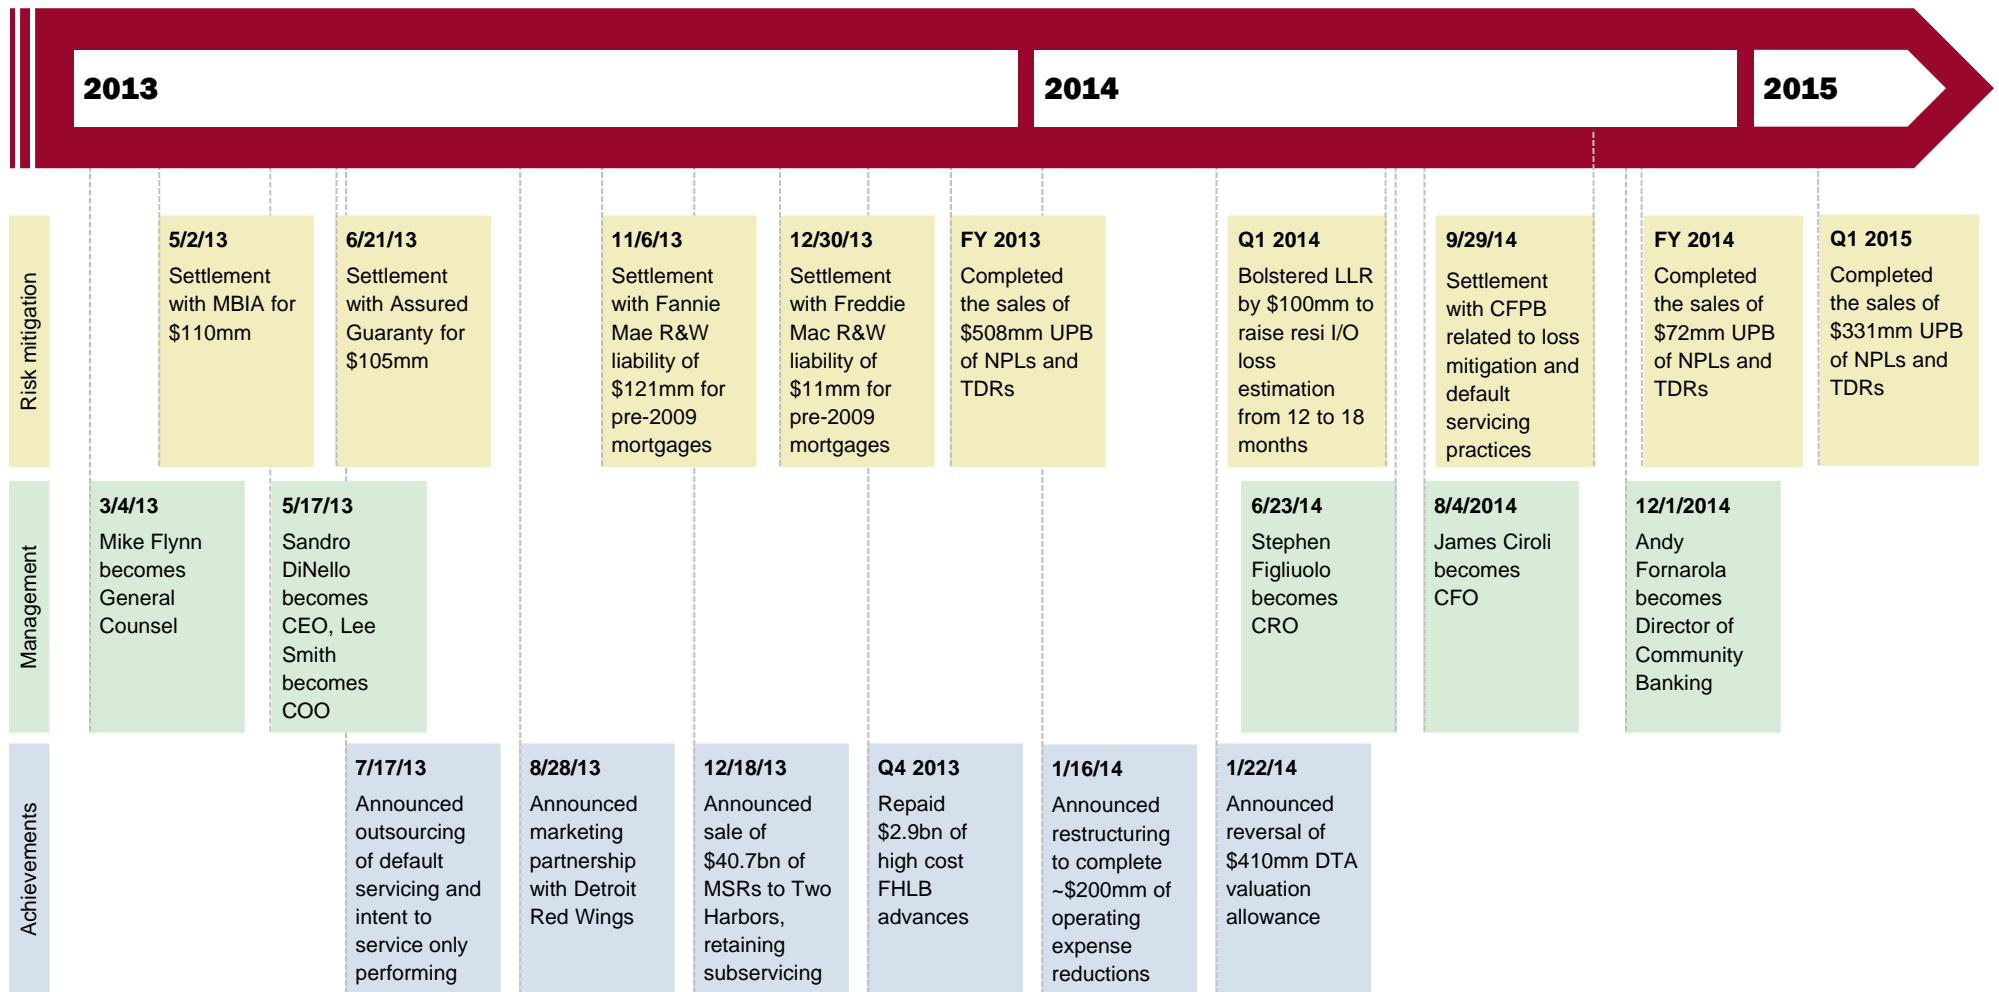 2013
2014
2015
Risk mitigation
5/2/13
Settlement
with MBIA for
$110mm
6/21/13
Settlement
with Assured
Guaranty for
$105mm
11/6/13
Settlement
with Fannie
Mae R&W
liability of
$121mm for
pre-2009
mortgages
12/30/13
Settlement
with Freddie
Mac R&W
liability of
$11mm for
pre-2009
mortgages
FY 2013
Completed
the sales of
$508mm UPB
of NPLs and
TDRs
Q1 2014
Bolstered LLR
by $100mm to
raise resi I/O
loss
estimation
from 12 to 18
months
9/29/14
Settlement
with CFPB
related to loss
mitigation and
default
servicing
practices
FY 2014
Completed
the sales of
$72mm UPB
of NPLs and
TDRs
Q1 2015
Completed
the sales of
$331mm UPB
of NPLs and
TDRs
Management
3/4/13
Mike Flynn
becomes
General
Counsel
5/17/13
Sandro
DiNello
becomes
CEO, Lee
Smith
becomes
COO
6/23/14
Stephen
Figliuolo
becomes
CRO
8/4/2014
James Ciroli
becomes
CFO
12/1/2014
Andy
Fornarola
becomes
Director of
Community
Banking
Achievements
7/17/13
Announced
outsourcing
of default
servicing and
intent to
service only
performing
8/28/13
Announced
marketing
partnership
with Detroit
Red Wings
12/18/13
Announced
sale of
$40.7bn of
MSRs to Two
Harbors,
retaining
subservicing
Q4 2013
Repaid
$2.9bn of
high cost
FHLB
advances
1/16/14
Announced
restructuring
to complete
~$200mm of
operating
expense
reductions
1/22/14
Announced
reversal of
$410mm DTA
valuation
allowance